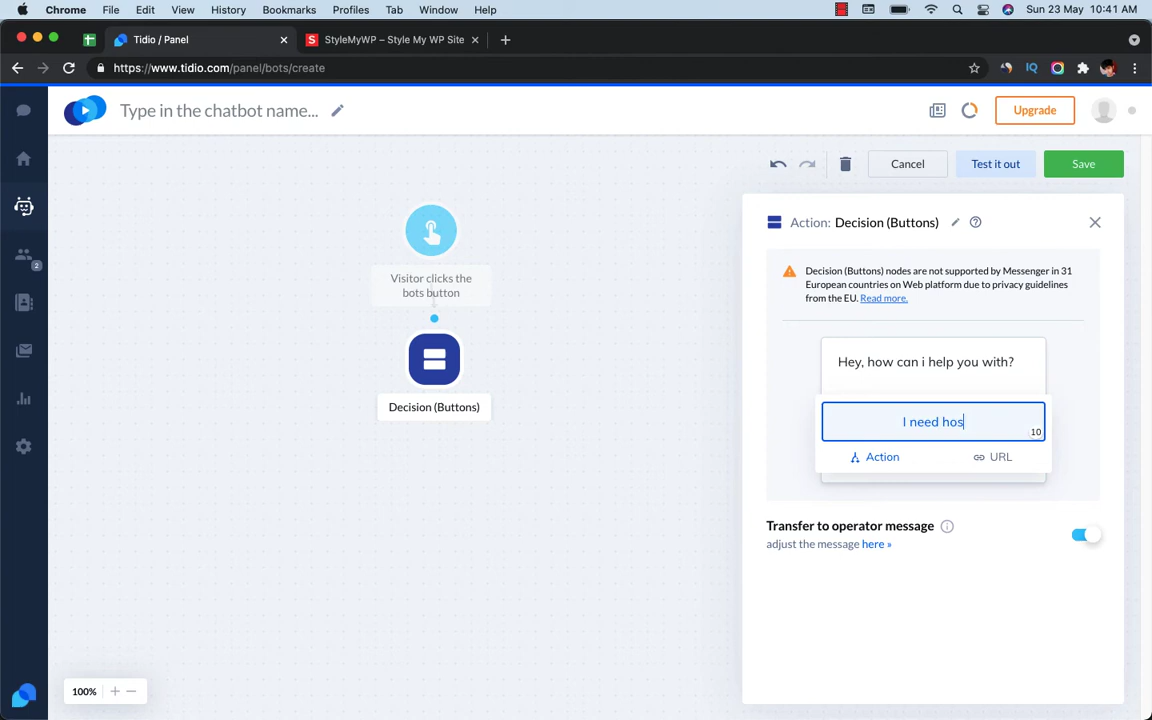 Chrome File Edit View History Bookmarks Profiles Tab Window Help Sun 23 May 10:41 AM
Tidio / Panel StyleMyWP – Style My WP Site
https://www.tidio.com/panel/bots/create
Type in the chatbot name... Upgrade
Cancel Test it out Save
Action: Decision (Buttons)
Decision (Buttons) nodes are not supported by Messenger in 31
European countries on Web platform due to privacy guidelines
from the EU. Read more.
Visitor clicks the
bots button
Decision (Buttons)
Hey, how can i help you with?
I need hos
10
Action URL
Transfer to operator message
adjust the message here »
2
100%